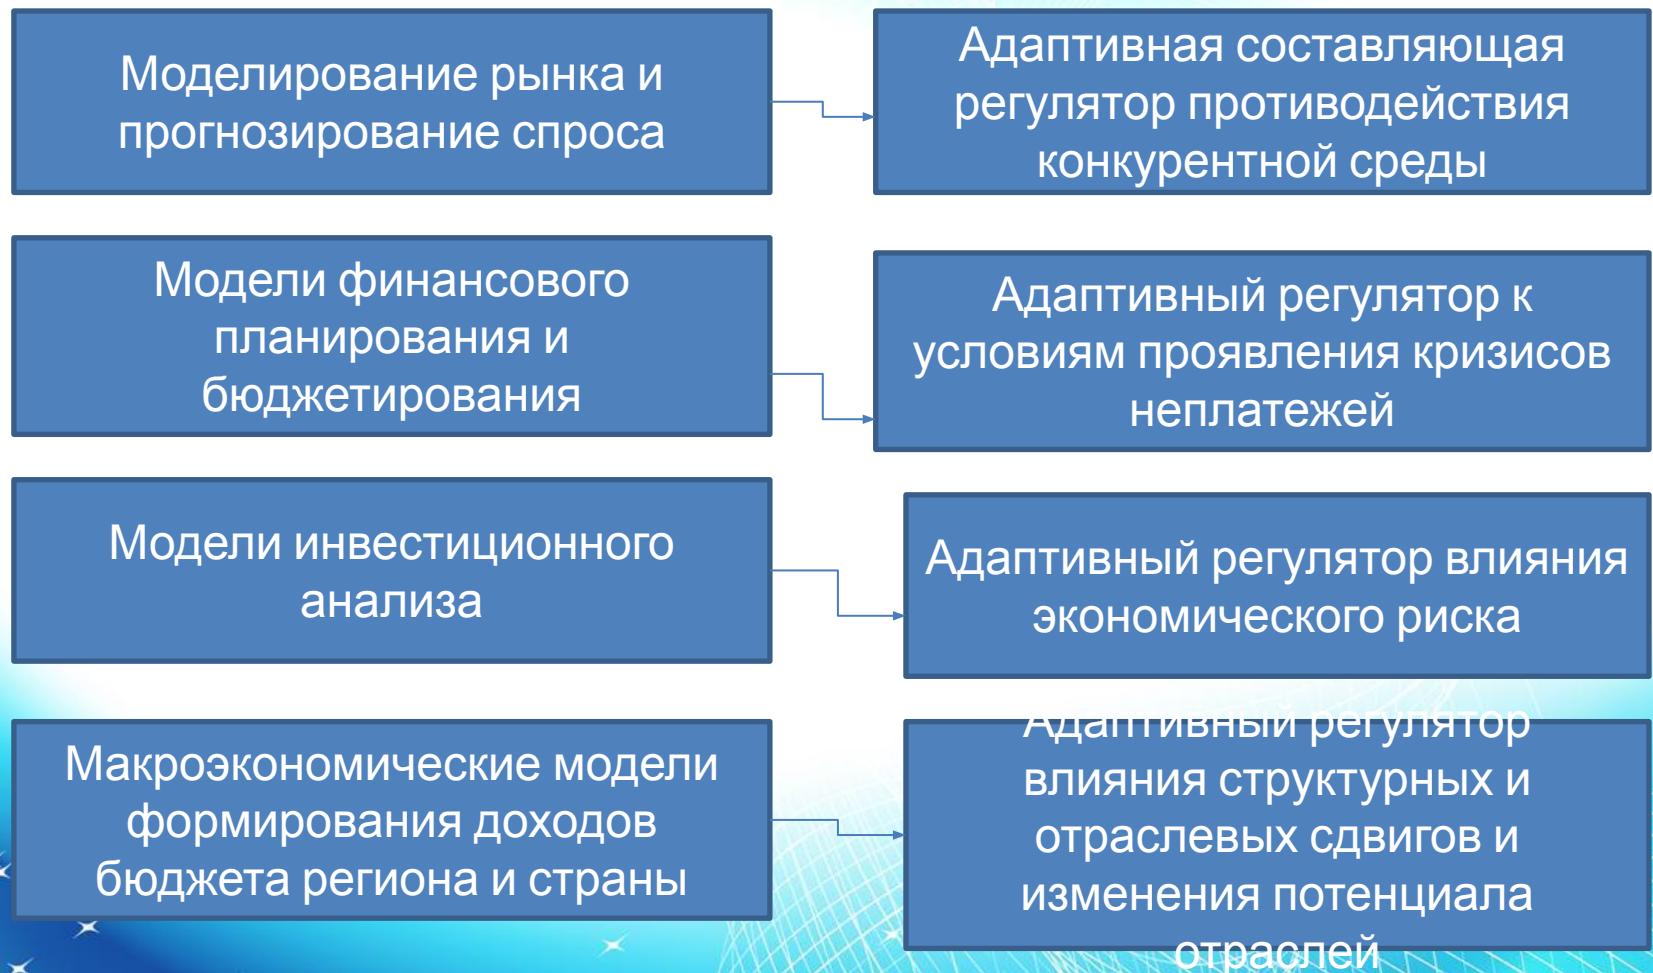 Моделирование рынка и
прогнозирование спроса
Адаптивная составляющая
регулятор противодействия
конкурентной среды
Модели финансового
планирования и
бюджетирования
Адаптивный регулятор к
условиям проявления кризисов
неплатежей
Модели инвестиционного
анализа
Адаптивный регулятор влияния
экономического риска
Макроэкономические модели
формирования доходов
бюджета региона и страны
Адаптивный регулятор
влияния структурных и
отраслевых сдвигов и
изменения потенциала
отраслей